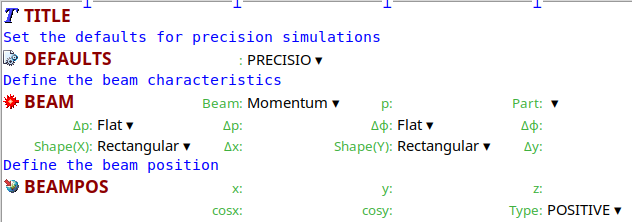 TITLE
Set the defaults for precision simulations
DEFAULTS : PRECISIO ▾
Define the beam characteristics
BEAM Beam: Momentum ▾ p: Part: ▾
Δp: Flat ▾ Δp: Δϕ: Flat ▾ Δϕ:
Shape(X): Rectangular ▾ Δx: Shape(Y): Rectangular ▾ Δy:
Define the beam position
BEAMPOS x: y: z:
cosx: cosy: Type: POSITIVE ▾